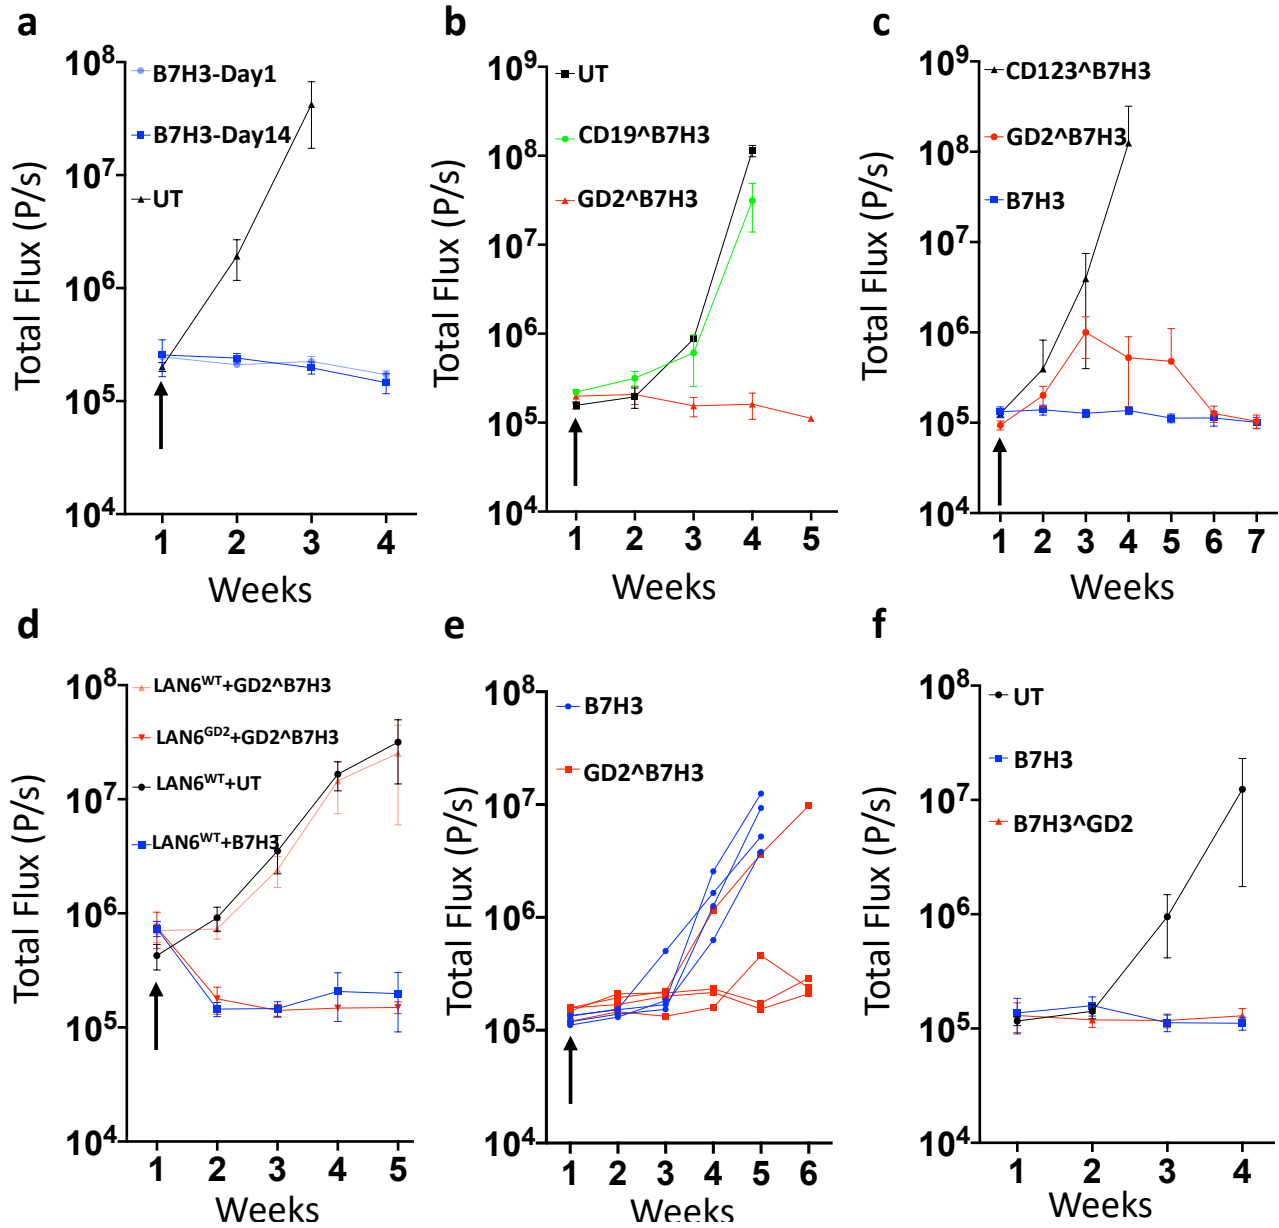 a
10^8
10^7
10^6
10^5
10^4
Total Flux (P/s)
B7H3-Day1
B7H3-Day14
UT
1 2 3 4
Weeks
b
10^9
10^8
10^7
10^6
10^5
10^4
Total Flux (P/s)
UT
CD19^B7H3
GD2^B7H3
1 2 3 4 5
Weeks
c
10^9
10^8
10^7
10^6
10^5
10^4
Total Flux (P/s)
CD123^B7H3
GD2^B7H3
B7H3
1 2 3 4 5 6 7
Weeks
d
10^8
10^7
10^6
10^5
10^4
Total Flux (P/s)
LAN6^WT+GD2^B7H3
LAN6^GD2+GD2^B7H3
LAN6^WT+UT
LAN6^WT+B7H3
1 2 3 4 5
Weeks
e
10^8
10^7
10^6
10^5
10^4
Total Flux (P/s)
B7H3
GD2^B7H3
1 2 3 4 5 6
Weeks
f
10^8
10^7
10^6
10^5
10^4
Total Flux (P/s)
UT
B7H3
B7H3^GD2
1 2 3 4
Weeks